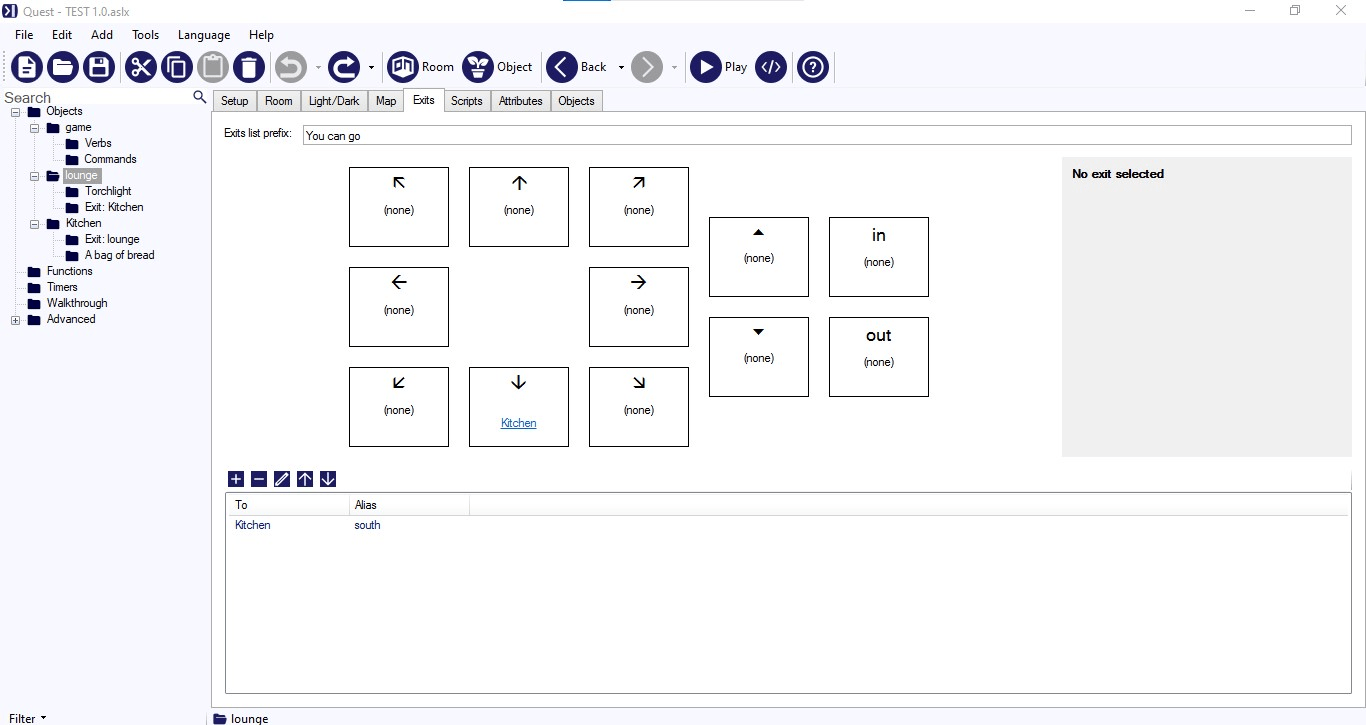 Quest - TEST 1.0.aslx
File Edit Add Tools Language Help
Room Object Back Play
Search
Objects
game
Verbs
Commands
lounge
Torchlight
Exit: Kitchen
Kitchen
Exit: lounge
A bag of bread
Functions
Timers
Walkthrough
Advanced
Filter
Setup Room Light/Dark Map Exits Scripts Attributes Objects
Exits list prefix: You can go
(none) (none) (none)
(none) in
(none)
(none) (none)
(none) out
(none)
(none) Kitchen (none)
No exit selected
To Alias
Kitchen south
lounge